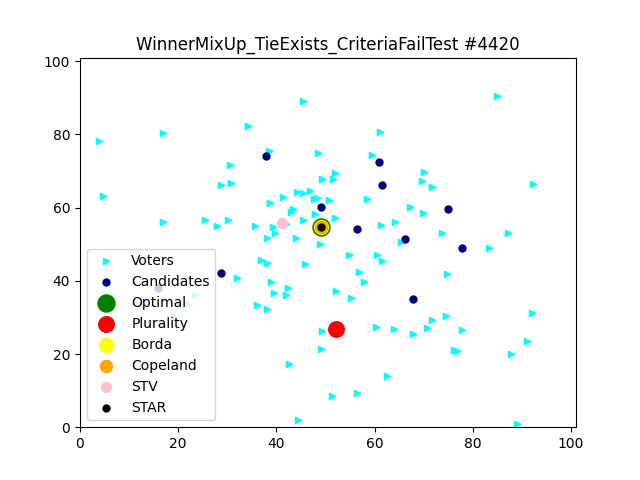 WinnerMixUp_TieExists_CriteriaFailTest #4420
100
80
60
40
20
0
Voters
Candidates
Optimal
Plurality
Borda
Copeland
STV
STAR
0 20 40 60 80 100